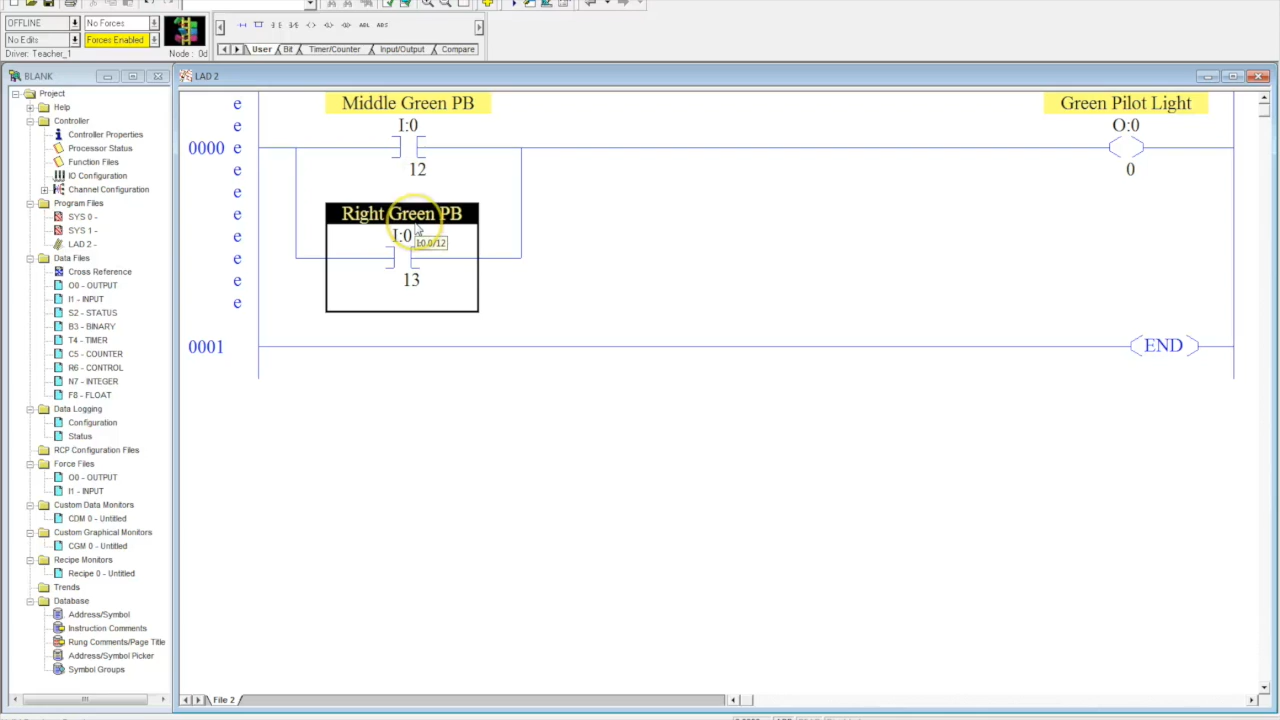 OFFLINE
No Forces
No Edits
Forces Enabled
Driver: Teacher_1
Node : 0d
ABL
ABS
User
Bit
Timer/Counter
Input/Output
Compare
BLANK
Project
Help
Controller
Controller Properties
Processor Status
Function Files
IO Configuration
Channel Configuration
Program Files
SYS 0 -
SYS 1 -
LAD 2 -
Data Files
Cross Reference
O0 - OUTPUT
I1 - INPUT
S2 - STATUS
B3 - BINARY
T4 - TIMER
C5 - COUNTER
R6 - CONTROL
N7 - INTEGER
F8 - FLOAT
Data Logging
Configuration
Status
RCP Configuration Files
Force Files
O0 - OUTPUT
I1 - INPUT
Custom Data Monitors
CDM 0 - Untitled
Custom Graphical Monitors
CGM 0 - Untitled
Recipe Monitors
Recipe 0 - Untitled
Trends
Database
Address/Symbol
Instruction Comments
Rung Comments/Page Title
Address/Symbol Picker
Symbol Groups
LAD 2
e
e
0000 e
e
e
e
e
e
e
e
Middle Green PB
I:0
12
Green Pilot Light
O:0
0
Right Green PB
I:0
I:0.0/12
13
0001
END
File 2